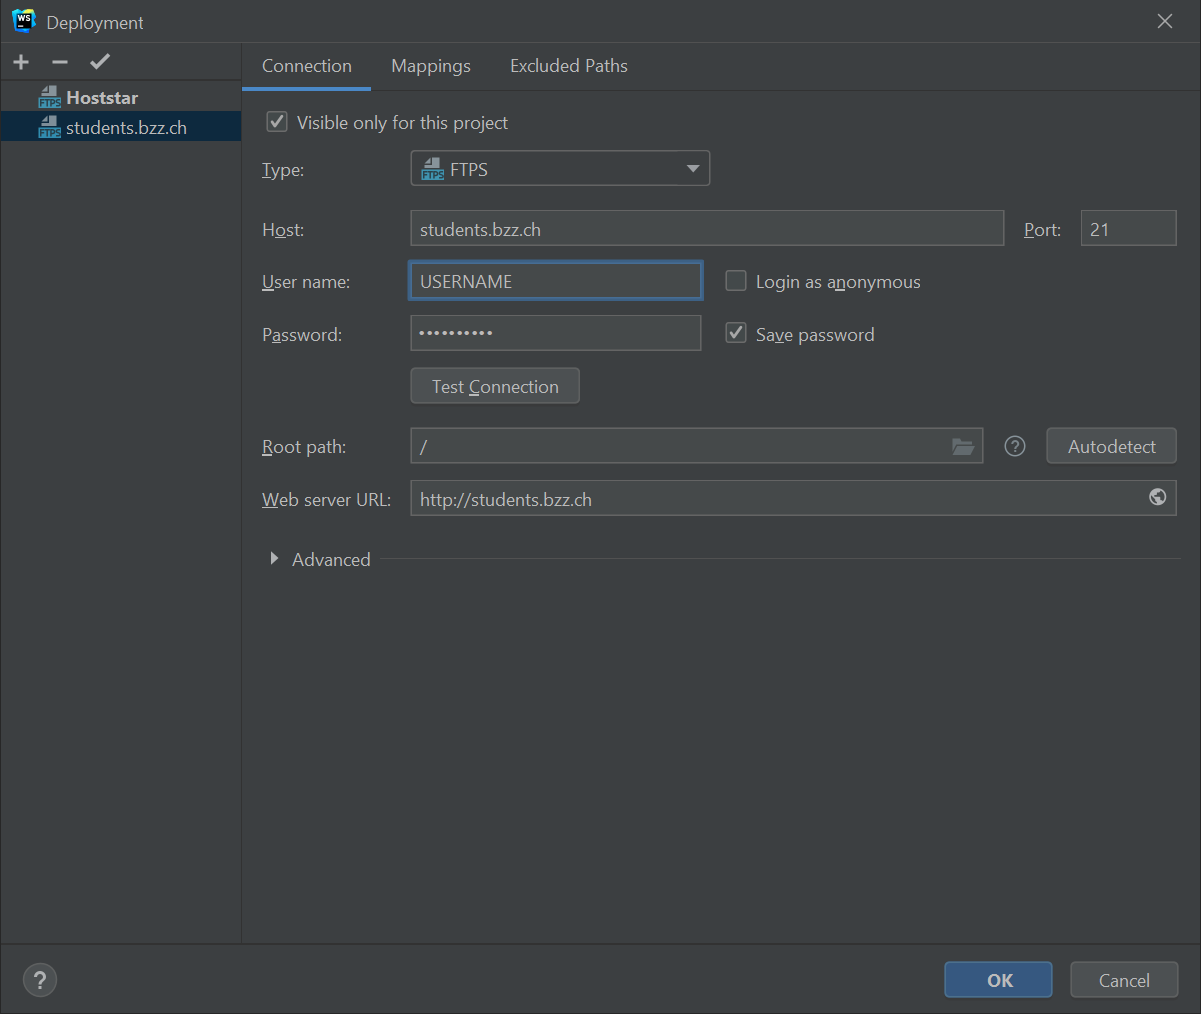 WS Deployment
Connection Mappings Excluded Paths
FTPS Hoststar
FTPS students.bzz.ch
Visible only for this project
Type: FTPS FTPS
Host: students.bzz.ch Port: 21
User name: USERNAME Login as anonymous
Password: •••••••••• Save password
Test Connection
Root path: / ? Autodetect
Web server URL: http://students.bzz.ch
Advanced
? OK Cancel